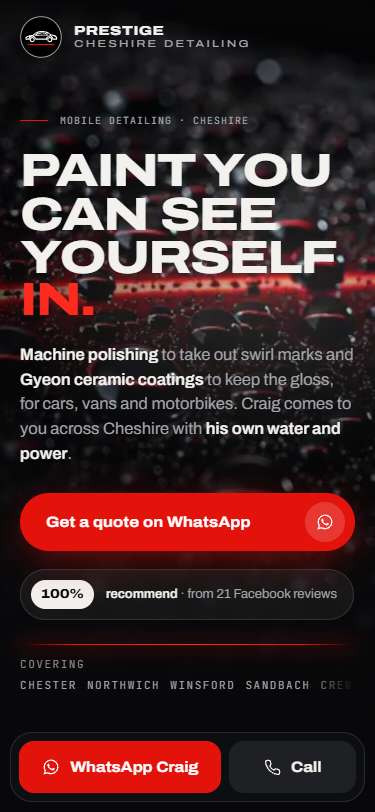 PRESTIGE
CHESHIRE DETAILING
MOBILE DETAILING · CHESHIRE
PAINT YOU
CAN SEE
YOURSELF
IN.
Machine polishing to take out swirl marks and
Gyeon ceramic coatings to keep the gloss,
for cars, vans and motorbikes. Craig comes to
you across Cheshire with his own water and
power.
Get a quote on WhatsApp
100% recommend · from 21 Facebook reviews
COVERING
CHESTER NORTHWICH WINSFORD SANDBACH
WhatsApp Craig Call